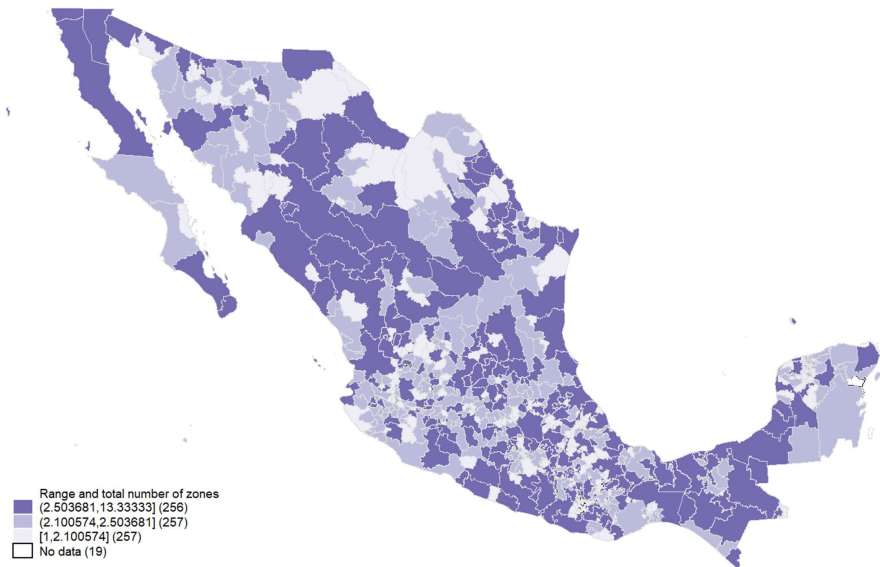 Range and total number of zones
(2.503681,13.33333] (256)
(2.100574,2.503681] (257)
[1,2.100574] (257)
No data (19)